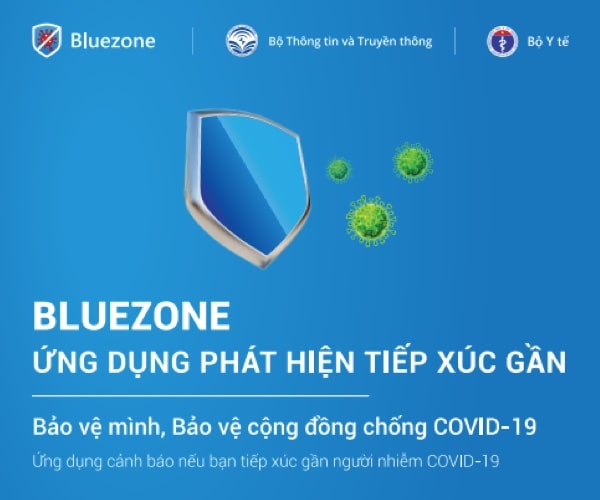 Bluezone
Bộ Thông tin và Truyền thông
Bộ Y tế
BLUEZONE
ỨNG DỤNG PHÁT HIỆN TIẾP XÚC GẦN
Bảo vệ mình, Bảo vệ cộng đồng chống COVID-19
Ứng dụng cảnh báo nếu bạn tiếp xúc gần người nhiễm COVID-19